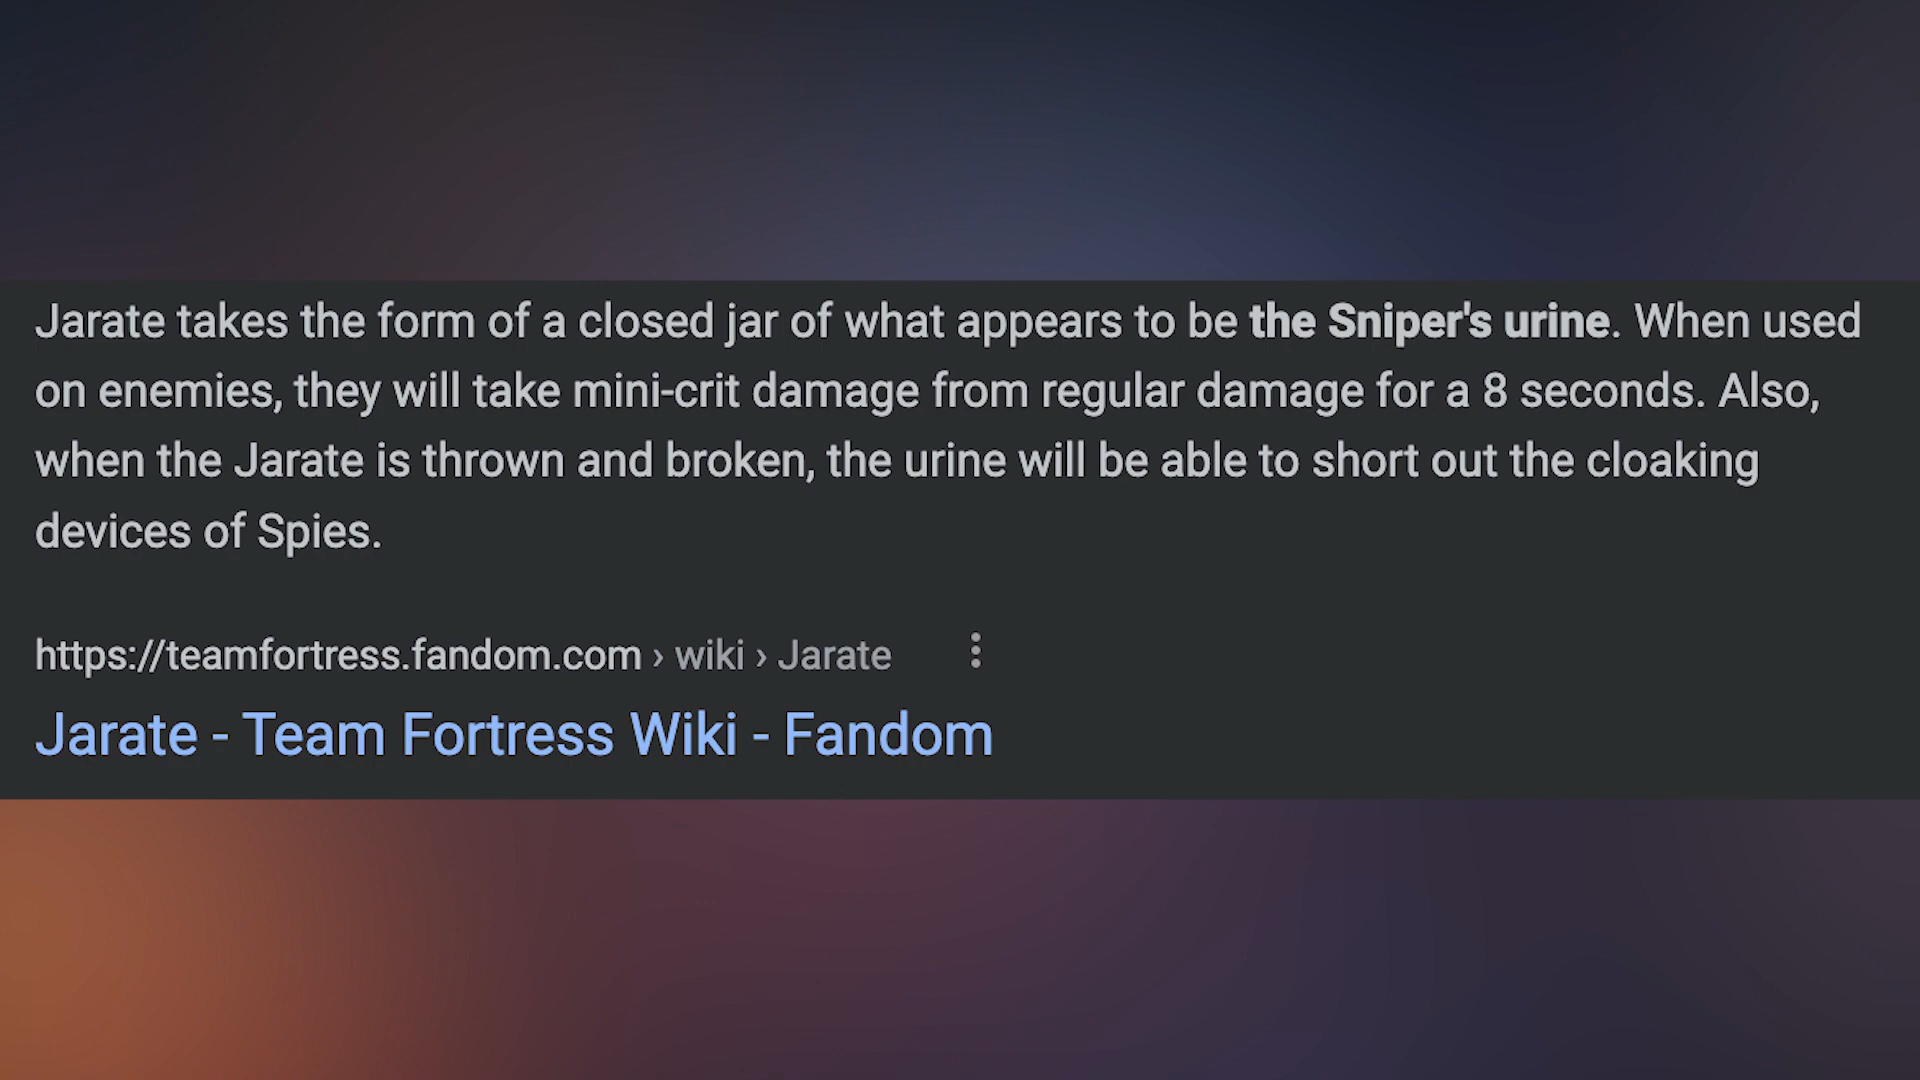 Jarate takes the form of a closed jar of what appears to be the Sniper's urine. When used
on enemies, they will take mini-crit damage from regular damage for a 8 seconds. Also,
when the Jarate is thrown and broken, the urine will be able to short out the cloaking
devices of Spies.
https://teamfortress.fandom.com › wiki › Jarate
Jarate - Team Fortress Wiki - Fandom